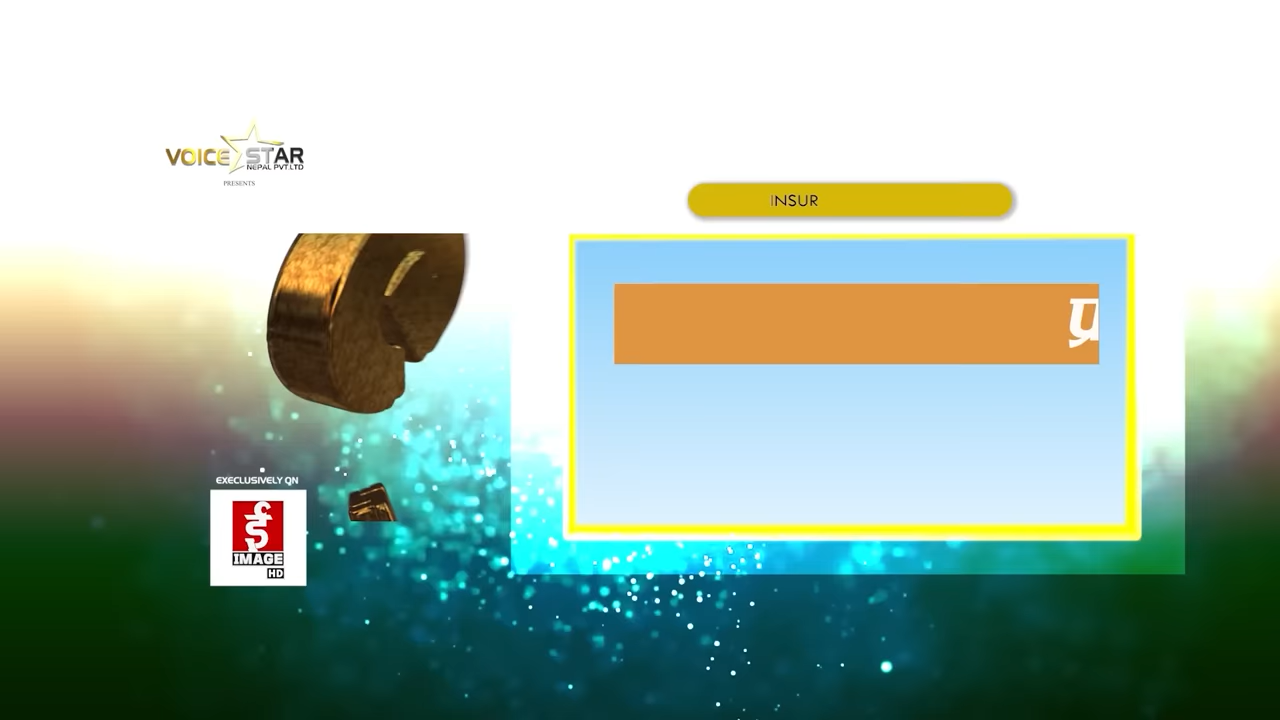 VOICE STAR
NEPAL PVT.LTD
PRESENTS
INSUR
EXECLUSIVELY ON
IMAGE
HD